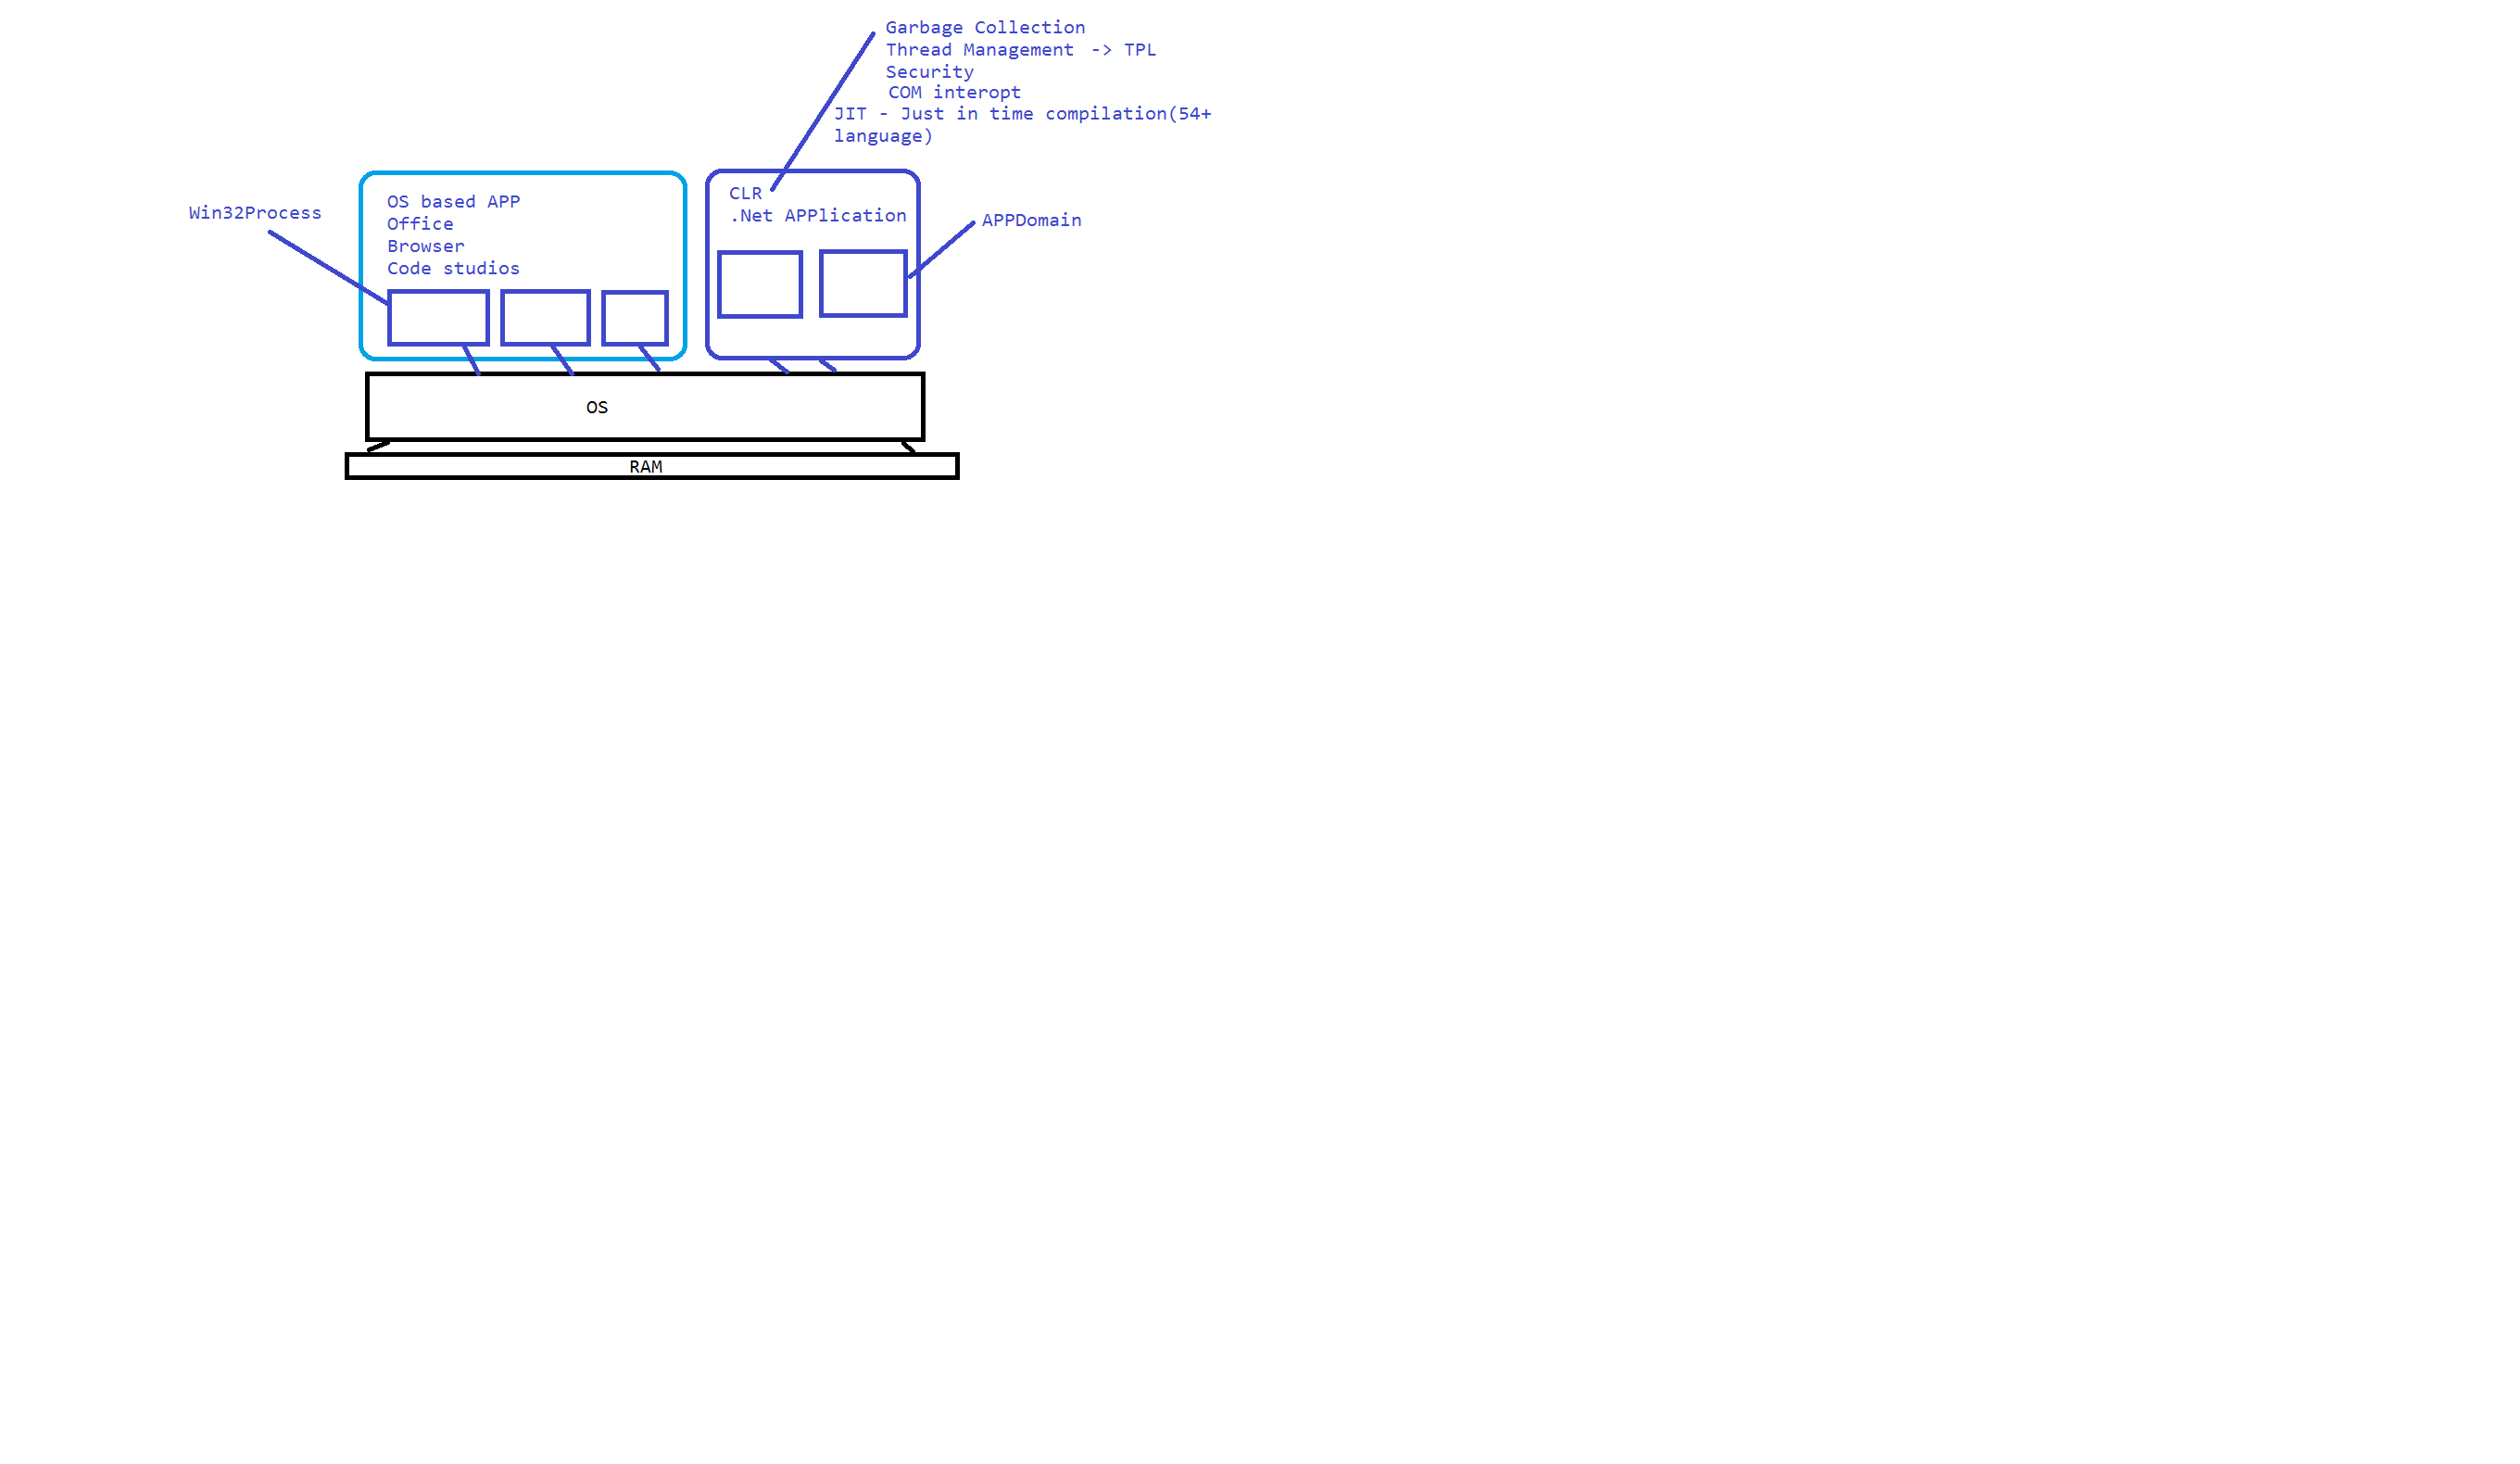 Garbage Collection
Thread Management -> TPL
Security
COM interopt
JIT - Just in time compilation(54+
language)
Win32Process
OS based APP
Office
Browser
Code studios
CLR
.Net APPlication
APPDomain
OS
RAM